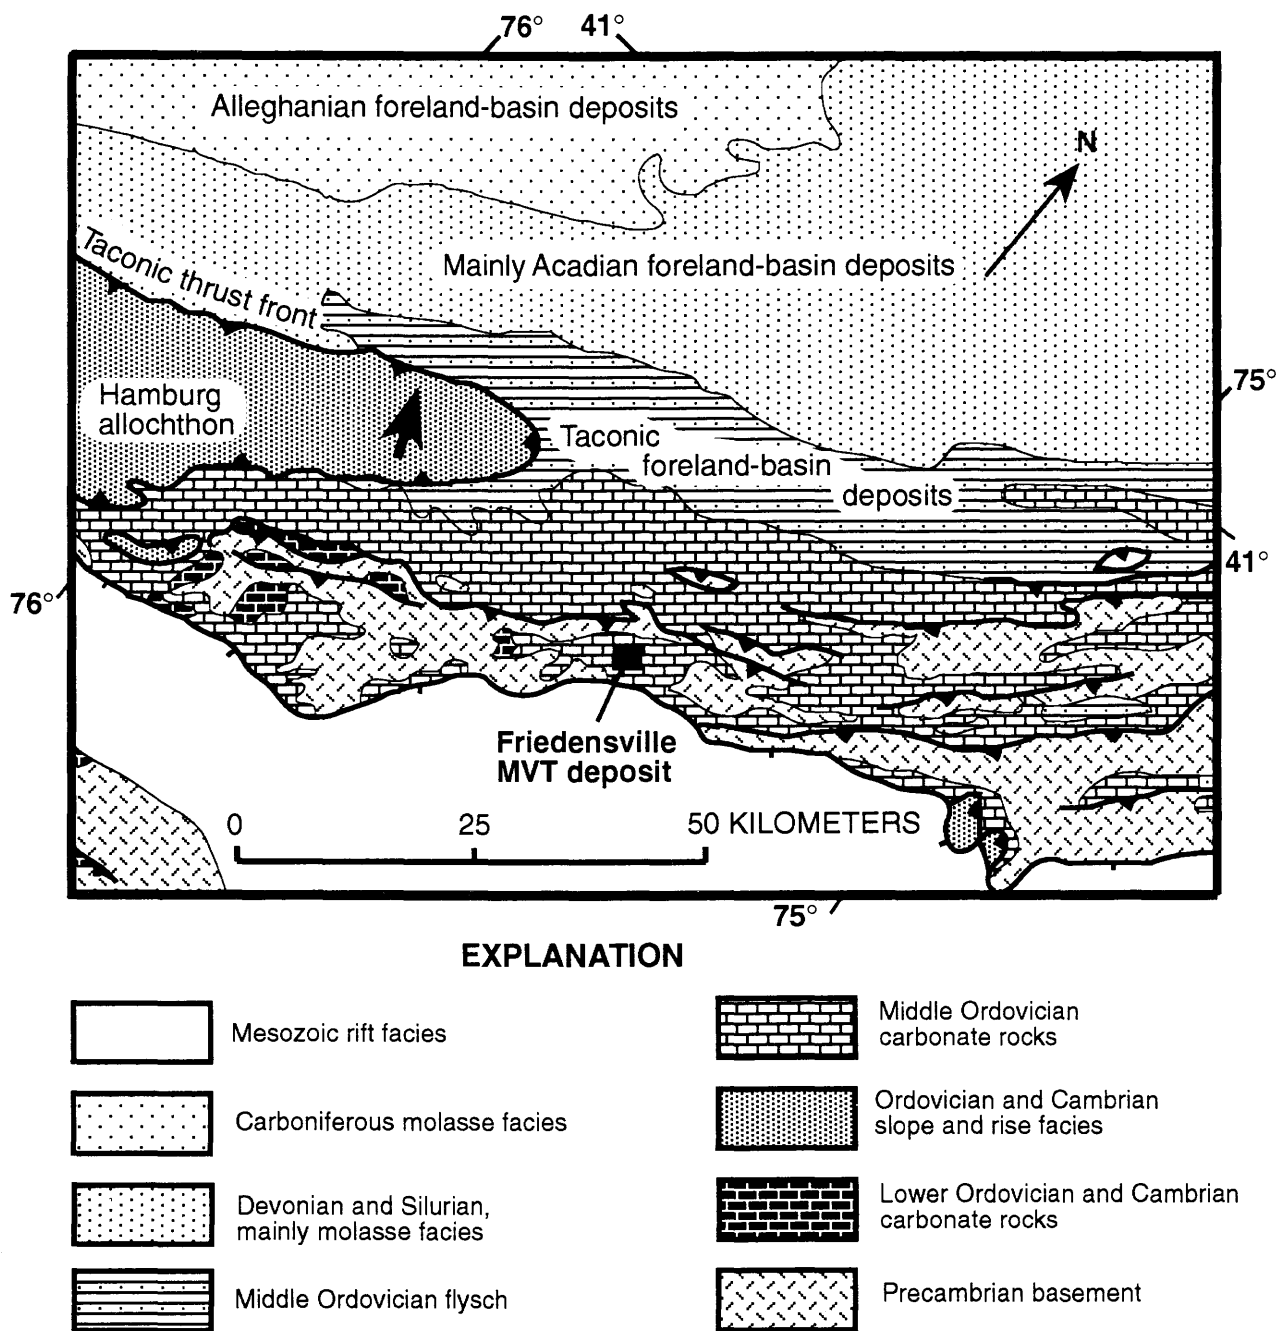 76° 41°
Alleghanian foreland-basin deposits
N
Taconic thrust front
Mainly Acadian foreland-basin deposits
75°
Hamburg
allochthon
Taconic
foreland-basin
deposits
41°
76°
Friedensville
MVT deposit
0 25 50 KILOMETERS
75°
EXPLANATION
Mesozoic rift facies
Carboniferous molasse facies
Devonian and Silurian,
mainly molasse facies
Middle Ordovician flysch
Middle Ordovician
carbonate rocks
Ordovician and Cambrian
slope and rise facies
Lower Ordovician and Cambrian
carbonate rocks
Precambrian basement